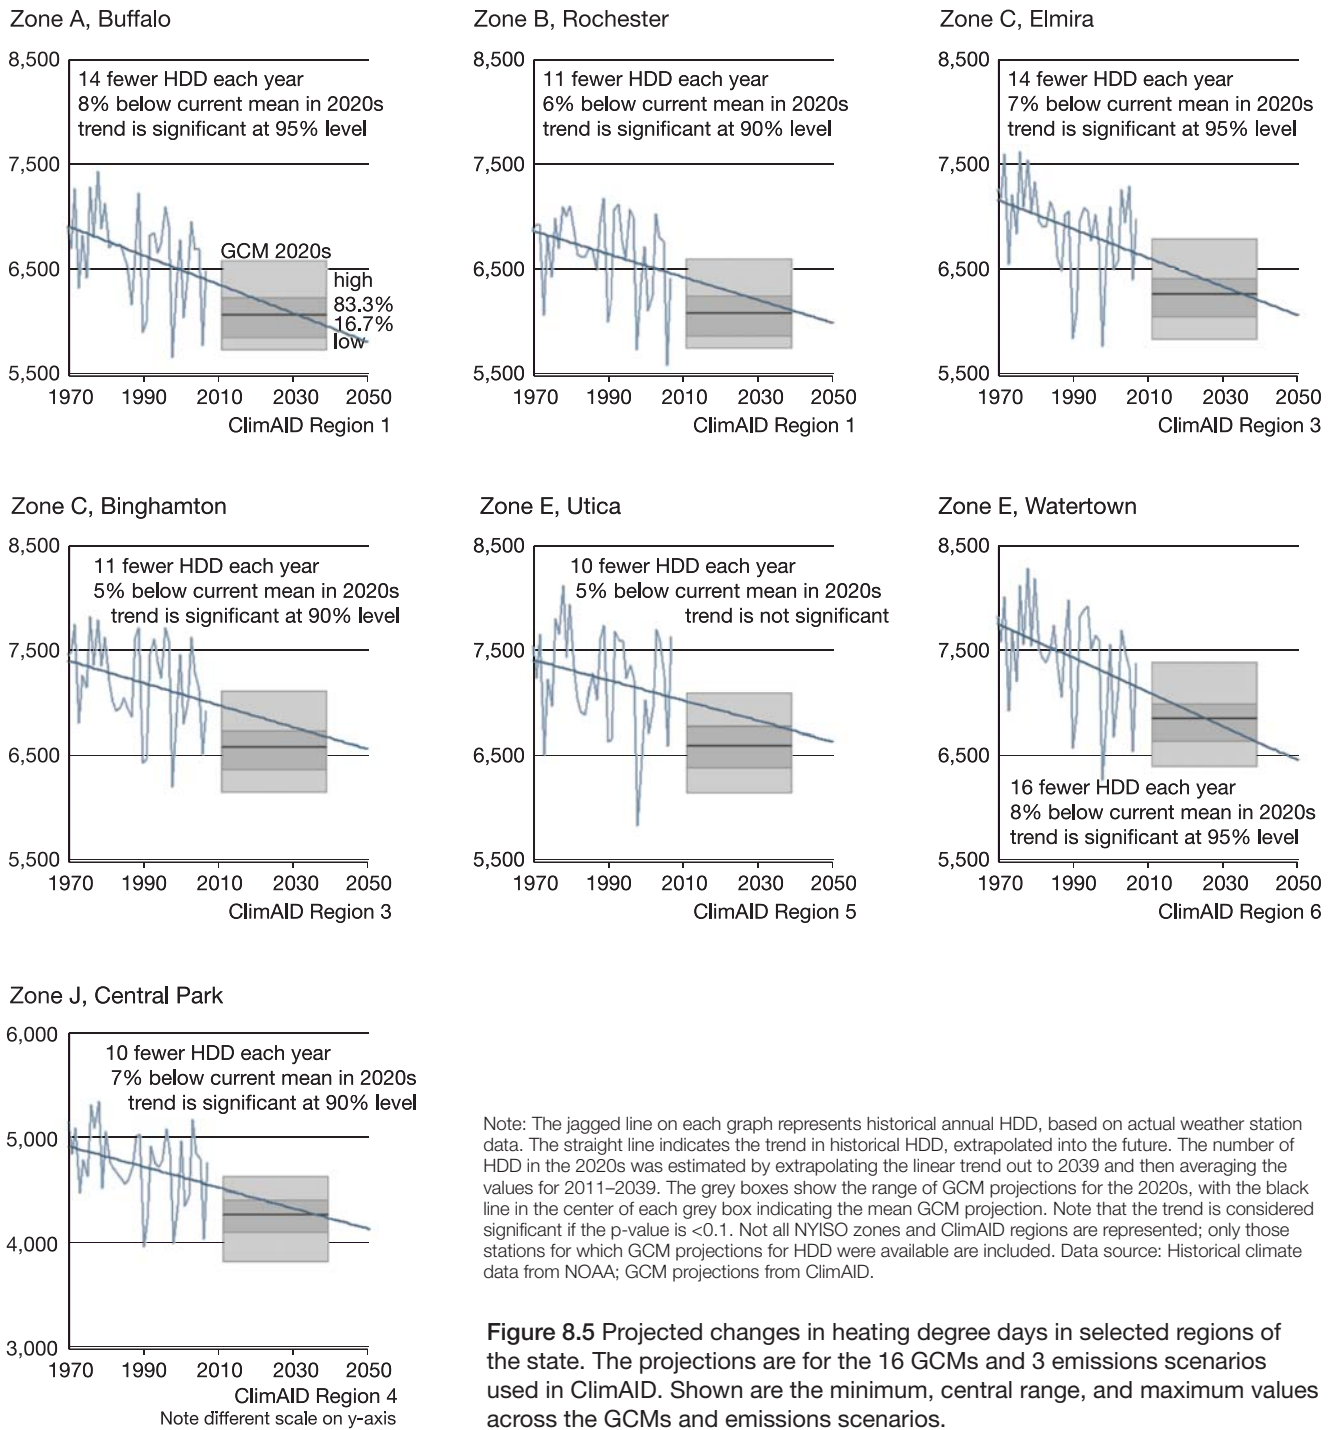 Zone A, Buffalo
8,500
14 fewer HDD each year
8% below current mean in 2020s
trend is significant at 95% level
7,500
GCM 2020s
6,500
high
83.3%
16.7%
low
5,500
1970 1990 2010 2030 2050
ClimAID Region 1
Zone B, Rochester
8,500
11 fewer HDD each year
6% below current mean in 2020s
trend is significant at 90% level
7,500
6,500
5,500
1970 1990 2010 2030 2050
ClimAID Region 1
Zone C, Elmira
8,500
14 fewer HDD each year
7% below current mean in 2020s
trend is significant at 95% level
7,500
6,500
5,500
1970 1990 2010 2030 2050
ClimAID Region 3
Zone C, Binghamton
8,500
11 fewer HDD each year
5% below current mean in 2020s
trend is significant at 90% level
7,500
6,500
5,500
1970 1990 2010 2030 2050
ClimAID Region 3
Zone E, Utica
8,500
10 fewer HDD each year
5% below current mean in 2020s
trend is not significant
7,500
6,500
5,500
1970 1990 2010 2030 2050
ClimAID Region 5
Zone E, Watertown
8,500
7,500
6,500
16 fewer HDD each year
8% below current mean in 2020s
trend is significant at 95% level
5,500
1970 1990 2010 2030 2050
ClimAID Region 6
Zone J, Central Park
6,000
10 fewer HDD each year
7% below current mean in 2020s
trend is significant at 90% level
5,000
4,000
3,000
1970 1990 2010 2030 2050
ClimAID Region 4
Note different scale on y-axis
Note: The jagged line on each graph represents historical annual HDD, based on actual weather station
data. The straight line indicates the trend in historical HDD, extrapolated into the future. The number of
HDD in the 2020s was estimated by extrapolating the linear trend out to 2039 and then averaging the
values for 2011–2039. The grey boxes show the range of GCM projections for the 2020s, with the black
line in the center of each grey box indicating the mean GCM projection. Note that the trend is considered
significant if the p-value is <0.1. Not all NYISO zones and ClimAID regions are represented; only those
stations for which GCM projections for HDD were available are included. Data source: Historical climate
data from NOAA; GCM projections from ClimAID.
Figure 8.5 Projected changes in heating degree days in selected regions of
the state. The projections are for the 16 GCMs and 3 emissions scenarios
used in ClimAID. Shown are the minimum, central range, and maximum values
across the GCMs and emissions scenarios.